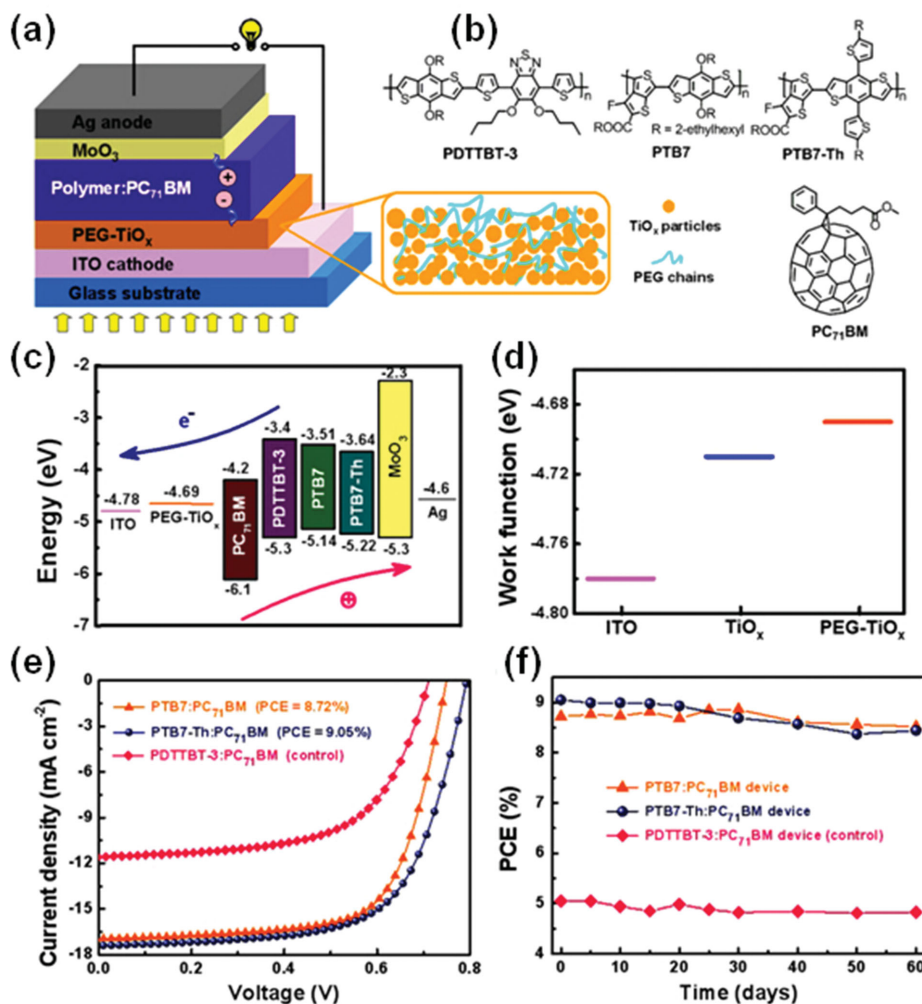 (a)
Ag anode
MoO₃
Polymer:PC₇₁BM
+
-
PEG-TiOₓ
ITO cathode
Glass substrate
TiOₓ particles
PEG chains
(b)
OR
S
S
S
N
S
N
S
n
S
OR
O
O
PDTTBT-3
OR
S
S
S
n
F
S
ROOC
OR
R = 2-ethylhexyl
PTB7
R
S
S
S
S
n
F
S
ROOC
S
R
PTB7-Th
O
O
PC₇₁BM
(c)
Energy (eV)
-2
-3
-4
-5
-6
-7
e⁻
-4.78
ITO
-4.69
PEG-TiOₓ
-4.2
PC₇₁BM
-6.1
-3.4
PDTTBT-3
-5.3
-3.51
PTB7
-5.14
-3.64
PTB7-Th
-5.22
-2.3
MoO₃
-5.3
-4.6
Ag
⊕
(d)
Work function (eV)
-4.68
-4.72
-4.76
-4.80
ITO
TiOₓ
PEG-TiOₓ
(e)
Current density (mA cm⁻²)
0
-3
-6
-9
-12
-15
-18
PTB7:PC₇₁BM (PCE = 8.72%)
PTB7-Th:PC₇₁BM (PCE = 9.05%)
PDTTBT-3:PC₇₁BM (control)
0.0
0.2
0.4
0.6
0.8
Voltage (V)
(f)
PCE (%)
9
8
7
6
5
4
PTB7:PC₇₁BM device
PTB7-Th:PC₇₁BM device
PDTTBT-3:PC₇₁BM device (control)
0
10
20
30
40
50
60
Time (days)